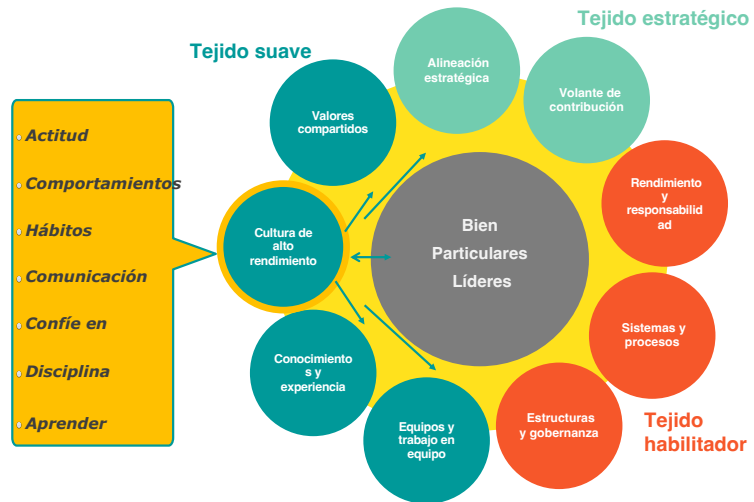 Tejido estratégico
Tejido suave
Alineación
estratégica
Volante de
contribución
Valores
compartidos
Actitud
Comportamientos
Hábitos
Comunicación
Confíe en
Disciplina
Aprender
Rendimiento
y
responsabilid
ad
Cultura de
alto
rendimiento
Bien
Particulares
Líderes
Sistemas y
procesos
Conocimiento
s y
experiencia
Equipos y
trabajo en
equipo
Estructuras
y gobernanza
Tejido
habilitador